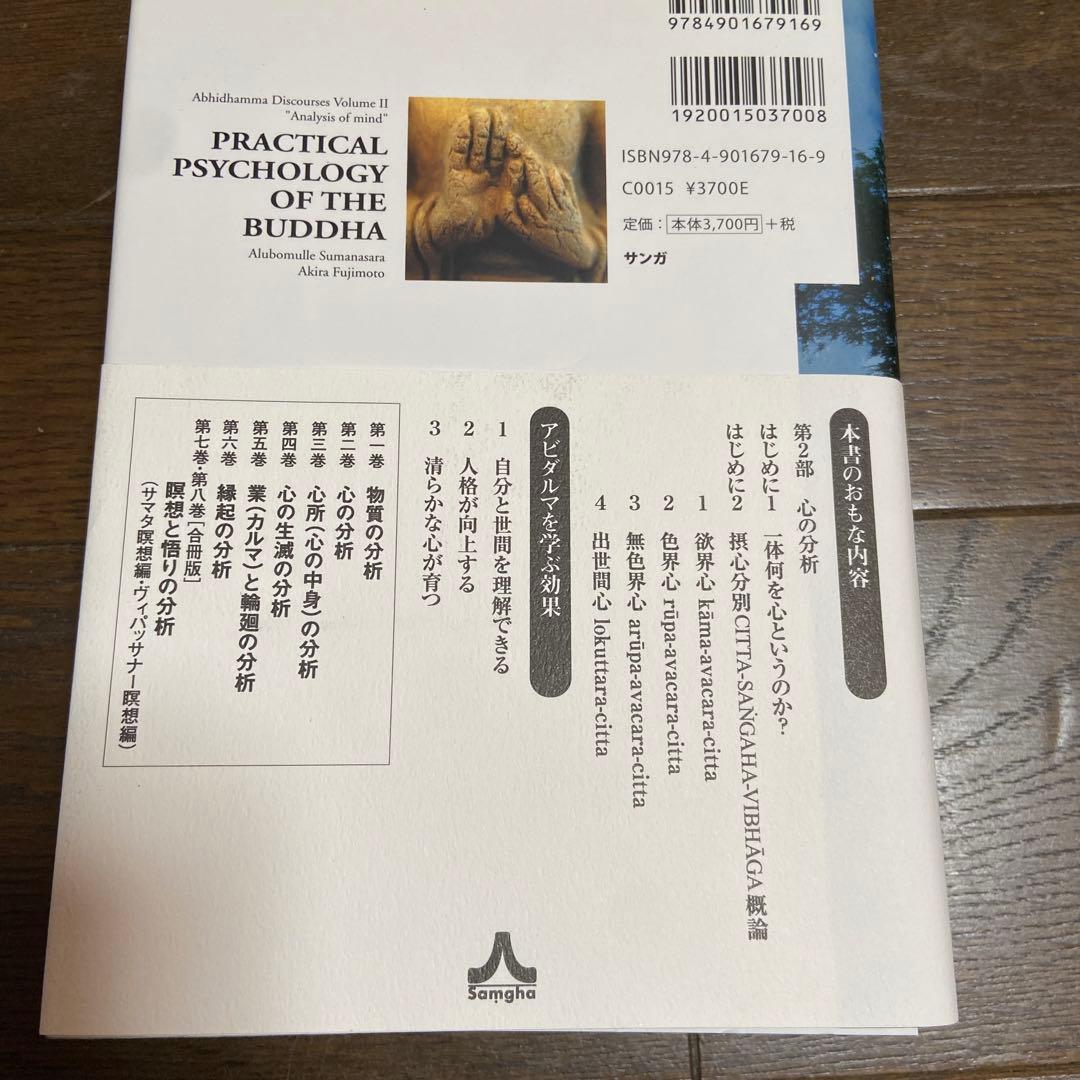 9784901679169
1920015037008
Abhidhamma Discourses Volume II
"Analysis of mind"
PRACTICAL
PSYCHOLOGY
OF THE
BUDDHA
Alubomulle Sumanasara
Akira Fujimoto
ISBN978-4-901679-16-9
C0015 ¥3700E
定価：本体3,700円+税
サンガ
本書のおもな内容
第2部 心の分析
はじめに1 一体何を心というのか?
はじめに2 摂心分別 CITTA-SAṄGAHA-VIBHĀGA 概論
1 欲界心 kāma-avacara-citta
2 色界心 rūpa-avacara-citta
3 無色界心 arūpa-avacara-citta
4 出世間心 lokuttara-citta
アビダルマを学ぶ効果
1 自分と世間を理解できる
2 人格が向上する
3 清らかな心が育つ
第一巻 物質の分析
第二巻 心の分析
第三巻 心所（心の中身）の分析
第四巻 心の生滅の分析
第五巻 業（カルマ）と輪廻の分析
第六巻 縁起の分析
第七巻・第八巻［合冊版］
瞑想と悟りの分析
（サマタ瞑想編・ヴィパッサナー瞑想編）
Saṃgha